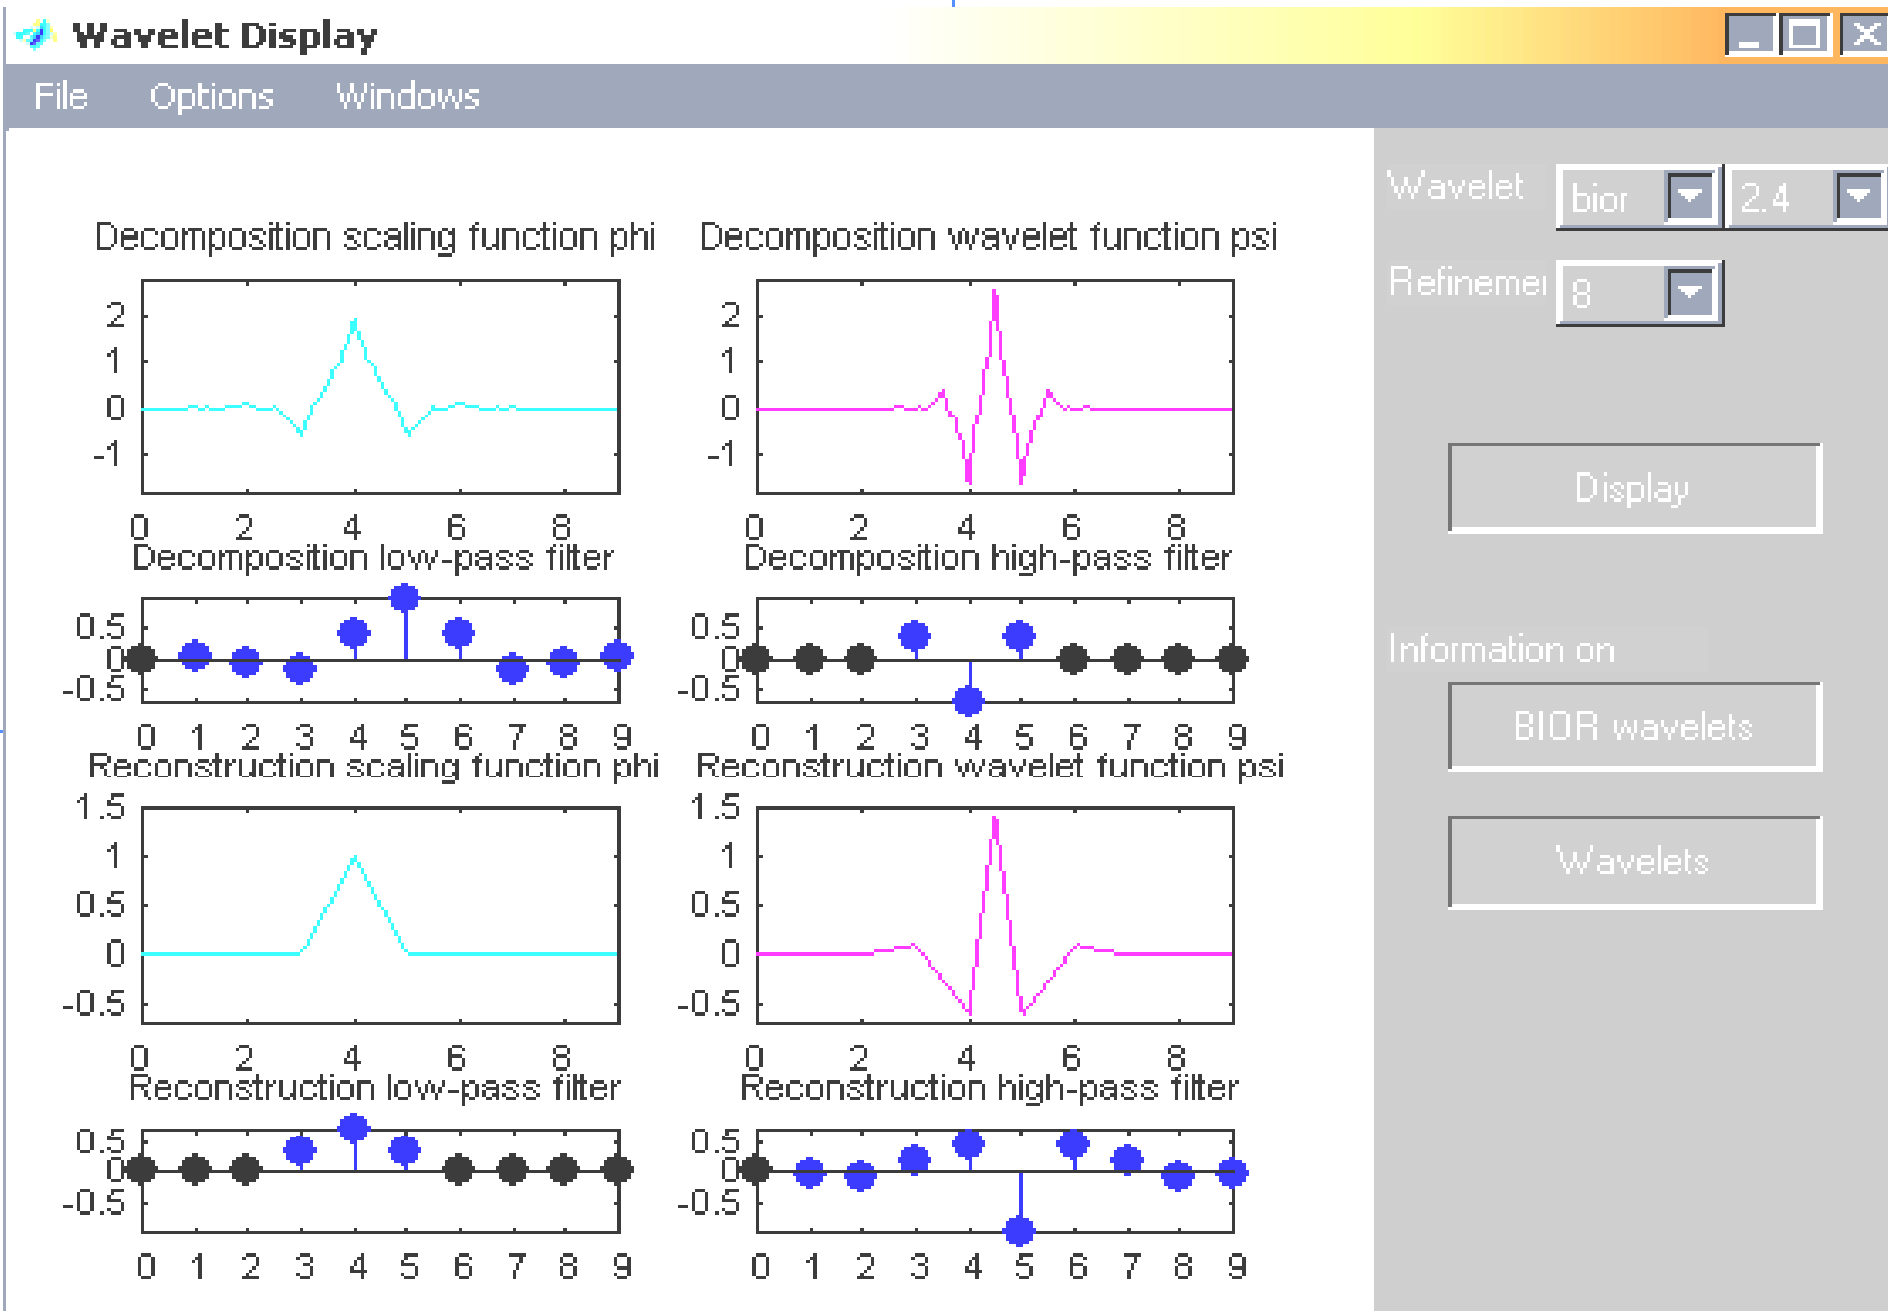 Wavelet Display
File Options Windows
Wavelet bior 2.4
Refinemer 8
Decomposition scaling function phi
2
1
0
-1
0 2 4 6 8
Decomposition wavelet function psi
2
1
0
-1
0 2 4 6 8
Decomposition low-pass filter
0.5
0
-0.5
0 1 2 3 4 5 6 7 8 9
Decomposition high-pass filter
0.5
0
-0.5
0 1 2 3 4 5 6 7 8 9
Reconstruction scaling function phi
1.5
1
0.5
0
-0.5
0 2 4 6 8
Reconstruction wavelet function psi
1.5
1
0.5
0
-0.5
0 2 4 6 8
Reconstruction low-pass filter
0.5
0
-0.5
0 1 2 3 4 5 6 7 8 9
Reconstruction high-pass filter
0.5
0
-0.5
0 1 2 3 4 5 6 7 8 9
Display
Information on
BIOR wavelets
Wavelets